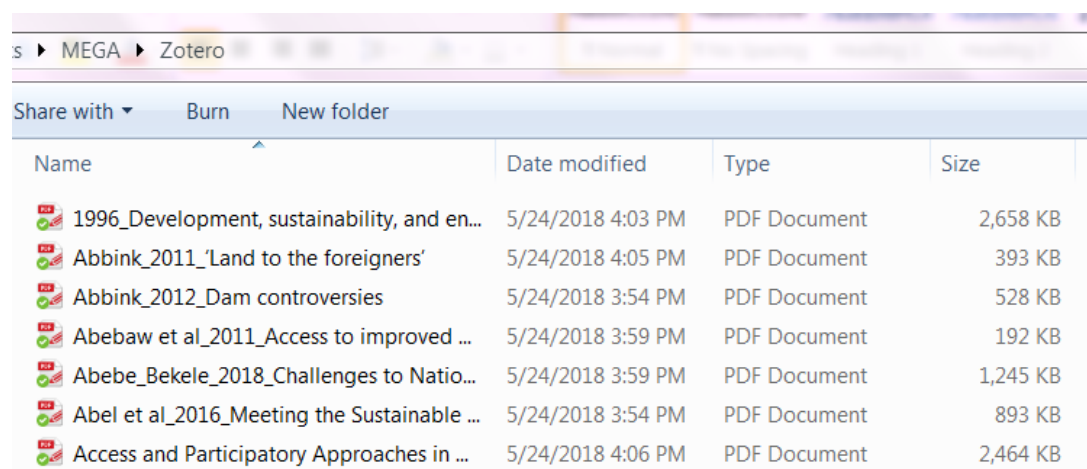 s ▸ MEGA ▸ Zotero
Share with ▾ Burn New folder
Name Date modified Type Size
1996_Development, sustainability, and en... 5/24/2018 4:03 PM PDF Document 2,658 KB
Abbink_2011_‘Land to the foreigners’ 5/24/2018 4:05 PM PDF Document 393 KB
Abbink_2012_Dam controversies 5/24/2018 3:54 PM PDF Document 528 KB
Abebaw et al_2011_Access to improved ... 5/24/2018 3:59 PM PDF Document 192 KB
Abebe_Bekele_2018_Challenges to Natio... 5/24/2018 3:59 PM PDF Document 1,245 KB
Abel et al_2016_Meeting the Sustainable ... 5/24/2018 3:54 PM PDF Document 893 KB
Access and Participatory Approaches in ... 5/24/2018 4:06 PM PDF Document 2,464 KB